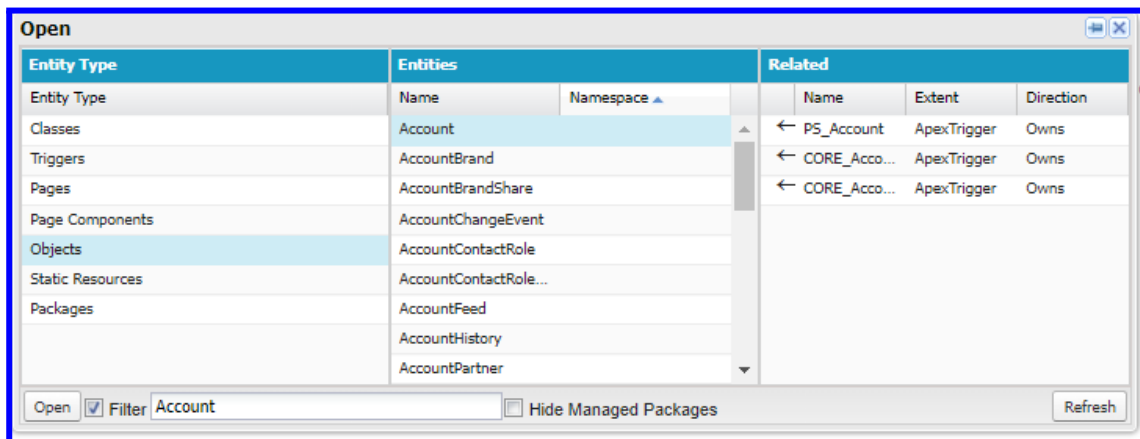 Open
Entity Type Entities Related
Entity Type Name Namespace Name Extent Direction
Classes Account ← PS_Account ApexTrigger Owns
Triggers AccountBrand ← CORE_Acco... ApexTrigger Owns
Pages AccountBrandShare ← CORE_Acco... ApexTrigger Owns
Page Components AccountChangeEvent
Objects AccountContactRole
Static Resources AccountContactRole...
Packages AccountFeed
AccountHistory
AccountPartner
Open Filter Account Hide Managed Packages Refresh